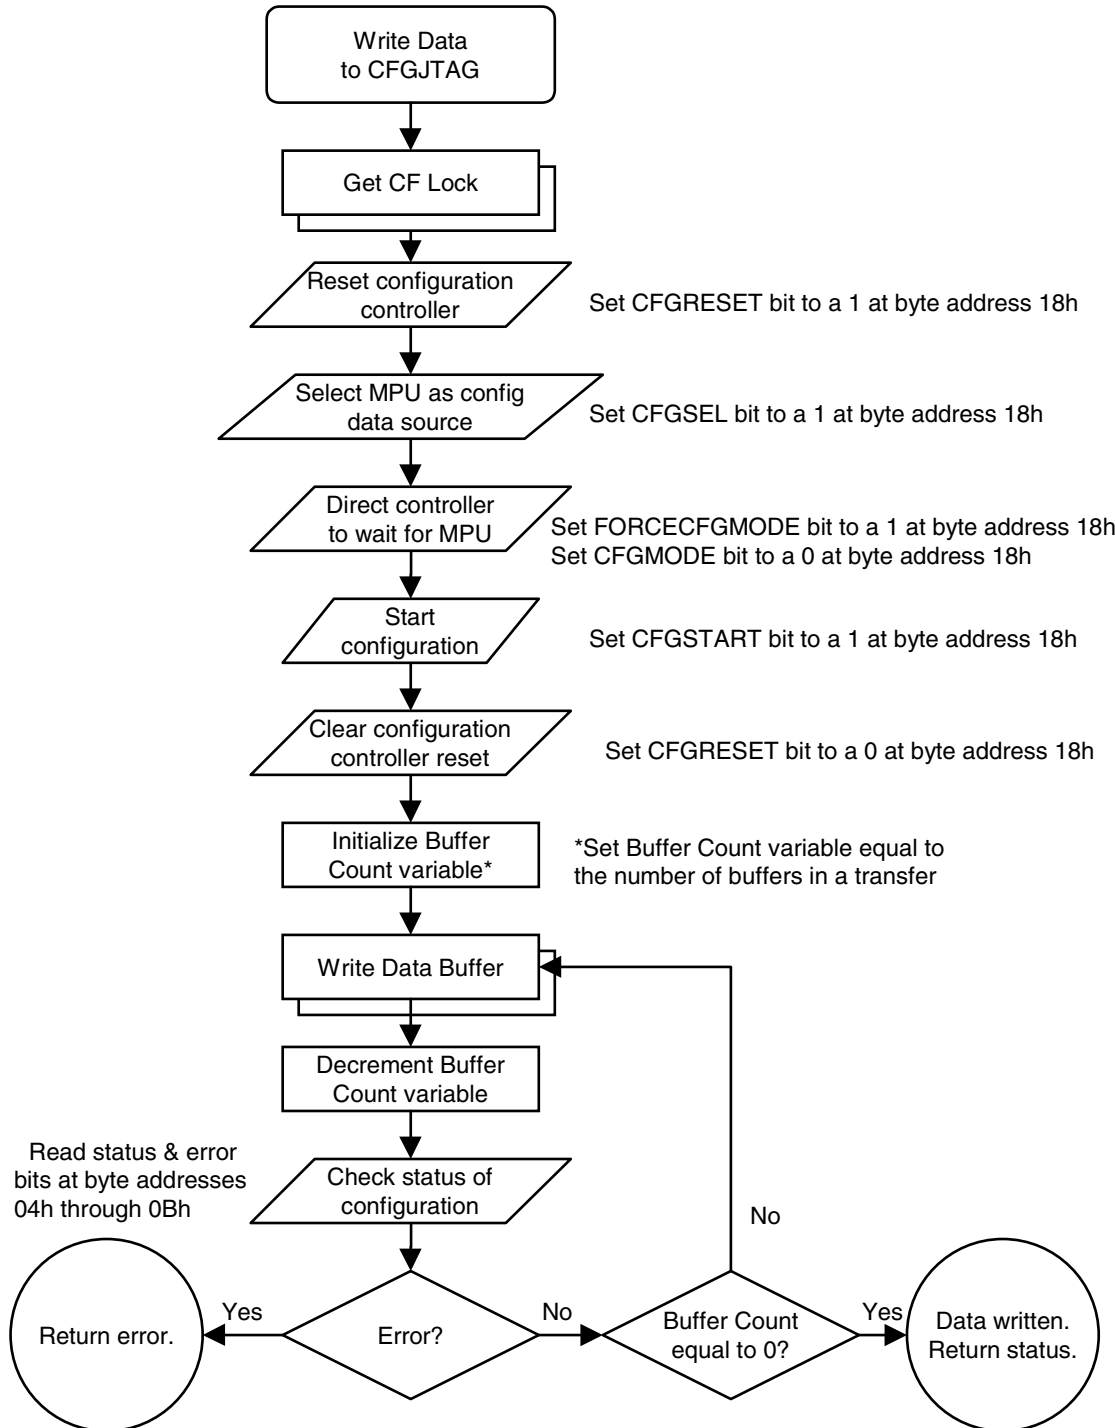 Write Data
to CFGJTAG
Get CF Lock
Reset configuration
controller
Set CFGRESET bit to a 1 at byte address 18h
Select MPU as config
data source
Set CFGSEL bit to a 1 at byte address 18h
Direct controller
to wait for MPU
Set FORCECFGMODE bit to a 1 at byte address 18h
Set CFGMODE bit to a 0 at byte address 18h
Start
configuration
Set CFGSTART bit to a 1 at byte address 18h
Clear configuration
controller reset
Set CFGRESET bit to a 0 at byte address 18h
Initialize Buffer
Count variable*
*Set Buffer Count variable equal to
the number of buffers in a transfer
Write Data Buffer
Decrement Buffer
Count variable
Read status & error
bits at byte addresses
04h through 0Bh
Check status of
configuration
No
Return error.
Yes
Error?
No
Buffer Count
equal to 0?
Yes
Data written.
Return status.